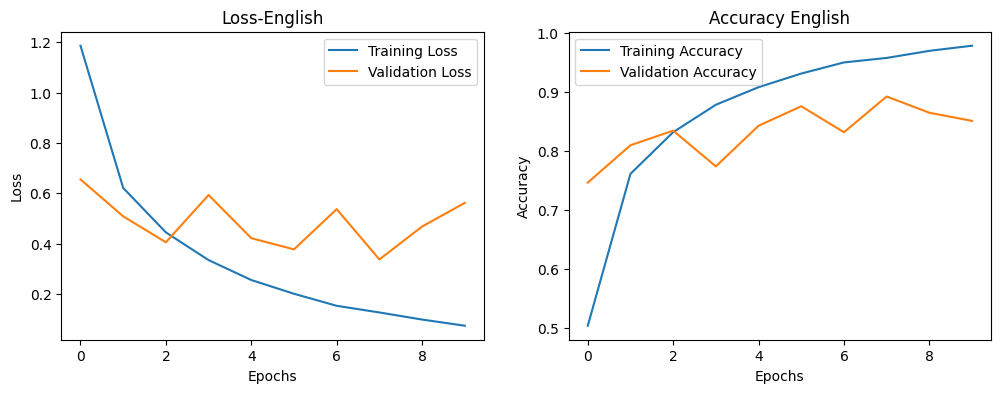 Loss-English
Training Loss
Validation Loss
1.2
1.0
0.8
0.6
0.4
0.2
Loss
0
2
4
6
8
Epochs
Accuracy English
Training Accuracy
Validation Accuracy
1.0
0.9
0.8
0.7
0.6
0.5
Accuracy
0
2
4
6
8
Epochs